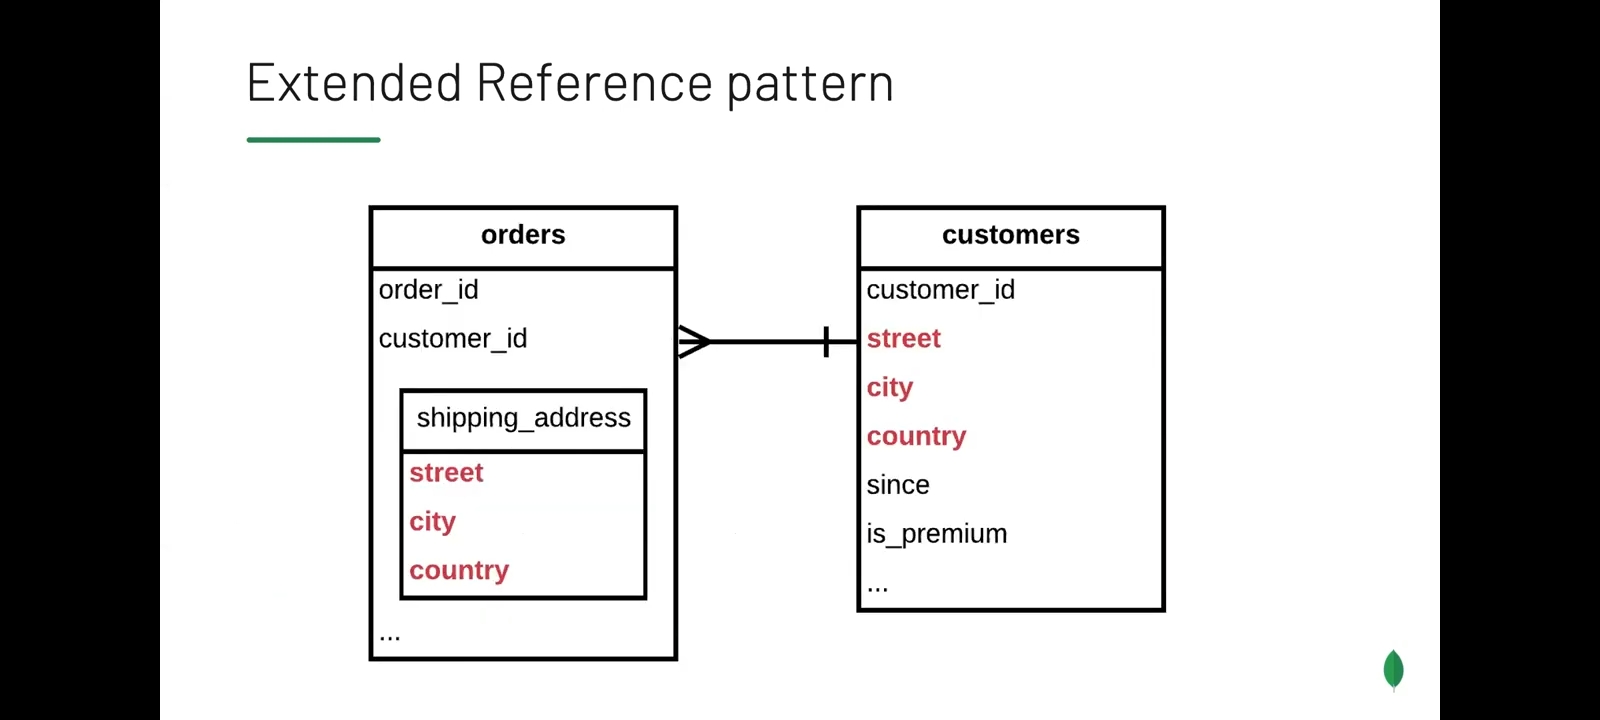 Extended Reference pattern
orders
order_id
customer_id
shipping_address
street
city
country
...
customers
customer_id
street
city
country
since
is_premium
...